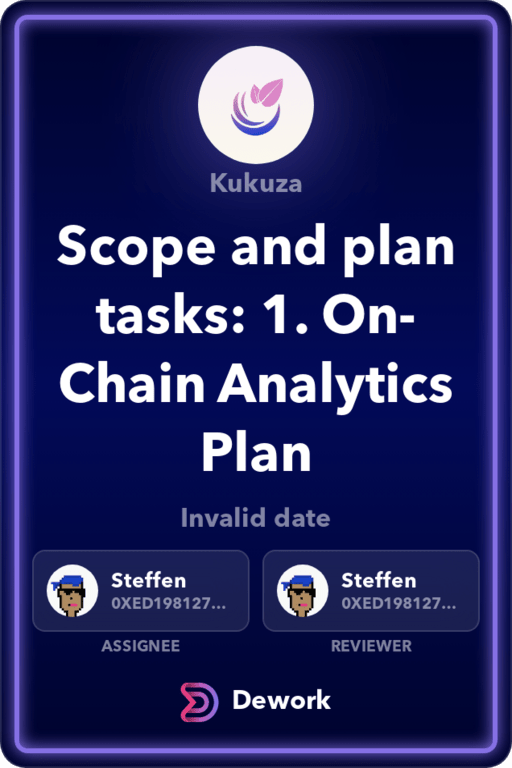 Kukuza
Scope and plan
tasks: 1. On-
Chain Analytics
Plan
Invalid date
Steffen
0XED198127...
ASSIGNEE
Steffen
0XED198127...
REVIEWER
Dework